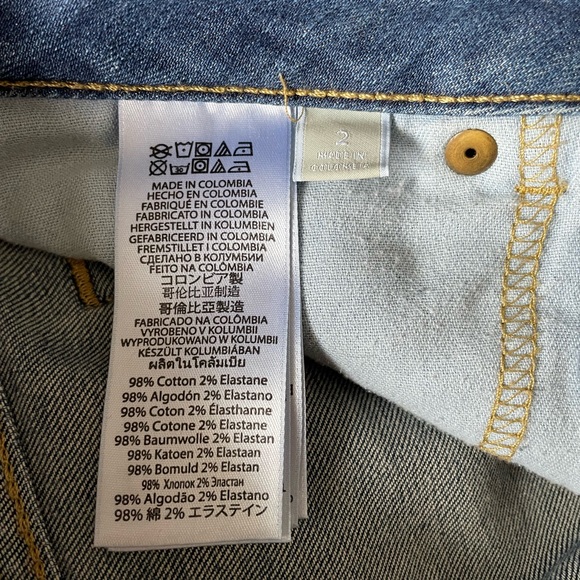 MADE IN COLOMBIA
HECHO EN COLOMBIA
FABRIQUÉ EN COLOMBIE
FABBRICATO IN COLOMBIA
HERGESTELLT IN KOLUMBIEN
GEFABRICEERD IN COLOMBIA
FREMSTILLET I COLOMBIA
СДЕЛАНО В КОЛУМБИИ
FEITO NA COLÔMBIA
コロンビア製
哥伦比亚制造
哥倫比亞製造
FABRICADO NA COLÔMBIA
VYROBENO V KOLUMBII
WYPRODUKOWANO W KOLUMBII
KÉSZÜLT KOLUMBIÁBAN
ผลิตในโคลัมเบีย
98% Cotton 2% Elastane
98% Algodón 2% Elastano
98% Coton 2% Élasthanne
98% Cotone 2% Elastane
98% Baumwolle 2% Elastan
98% Katoen 2% Elastaan
98% Bomuld 2% Elastan
98% Хлопок 2% Эластан
98% Algodão 2% Elastano
98% 綿 2% エラステイン
2